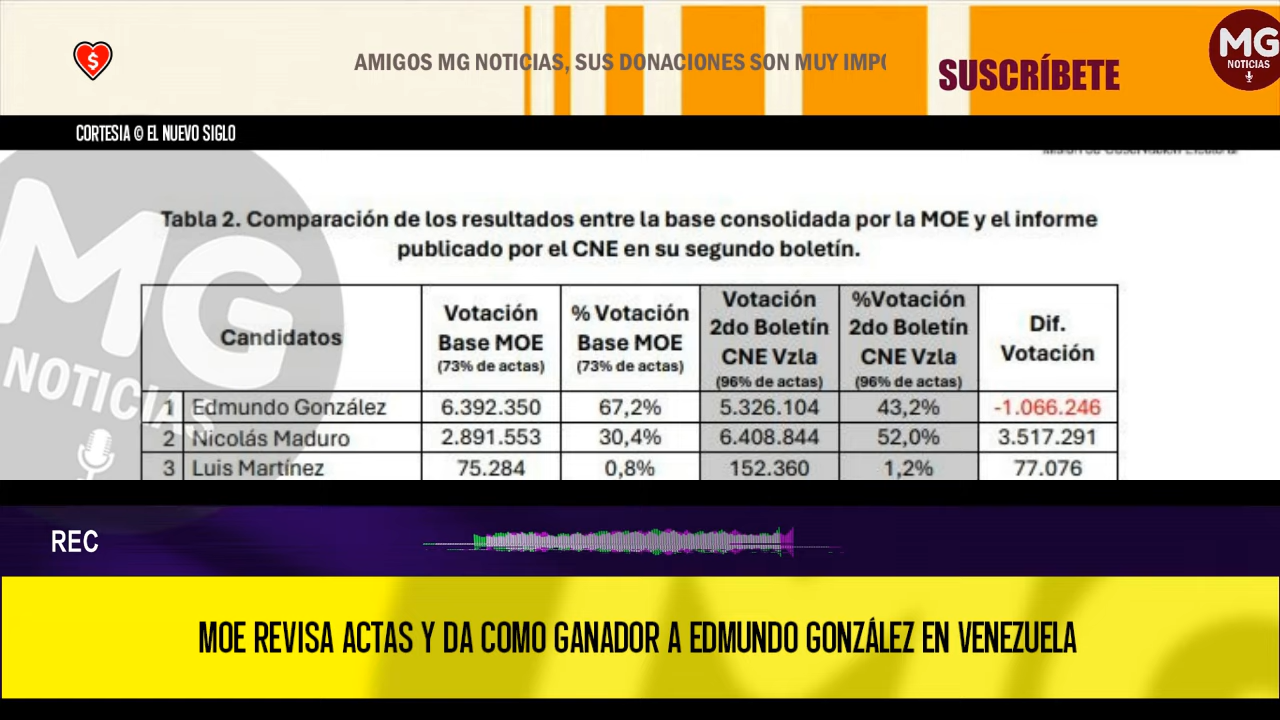 AMIGOS MG NOTICIAS, SUS DONACIONES SON MUY
SUSCRÍBETE
MG
NOTICIAS
CORTESIA © EL NUEVO SIGLO
MG
NOTICIAS
Tabla 2. Comparación de los resultados entre la base consolidada por la MOE y el informe
publicado por el CNE en su segundo boletín.
Candidatos
Votación
Base MOE
(73% de actas)
% Votación
Base MOE
(73% de actas)
Votación
2do Boletín
CNE Vzla
(96% de actas)
%Votación
2do Boletín
CNE Vzla
(96% de actas)
Dif.
Votación
1 Edmundo González 6.392.350 67,2% 5.326.104 43,2% -1.066.246
2 Nicolás Maduro 2.891.553 30,4% 6.408.844 52,0% 3.517.291
3 Luis Martínez 75.284 0,8% 152.360 1,2% 77.076
REC
MOE REVISA ACTAS Y DA COMO GANADOR A EDMUNDO GONZÁLEZ EN VENEZUELA